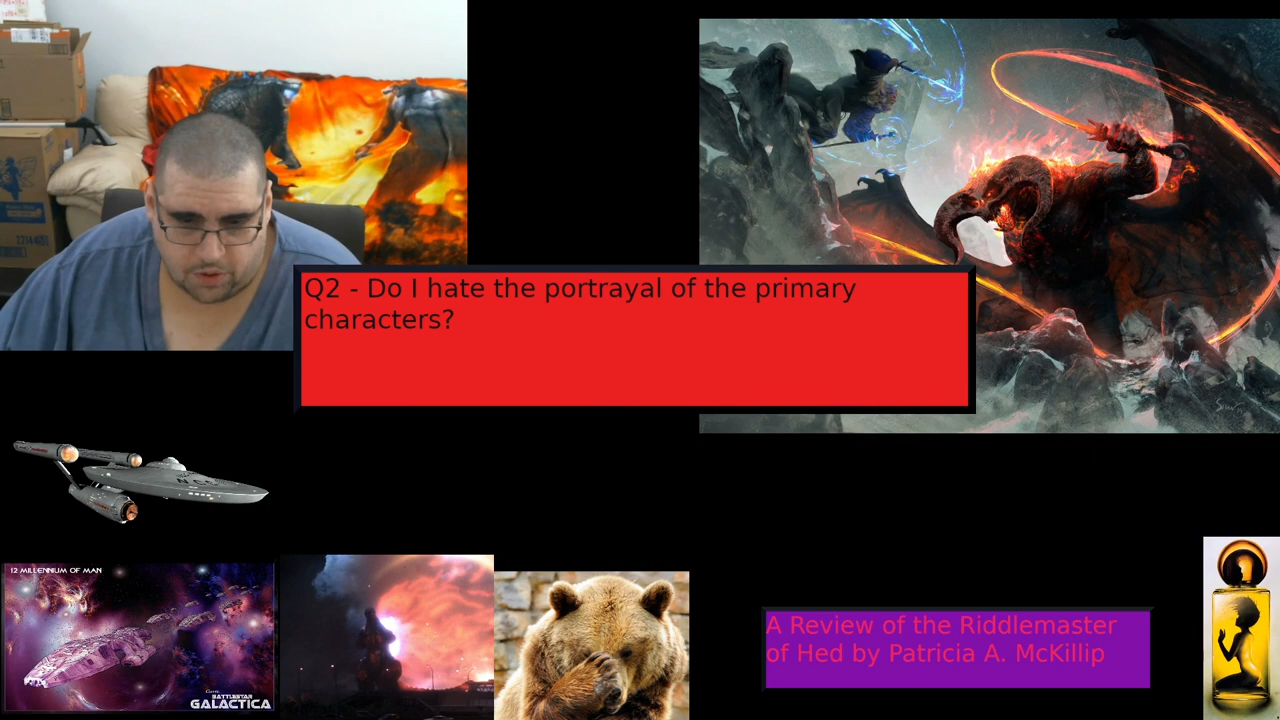 Q2 - Do I hate the portrayal of the primary
characters?
12 MILLENNIUM OF MAN
BATTLESTAR
GALACTICA
A Review of the Riddlemaster
of Hed by Patricia A. McKillip